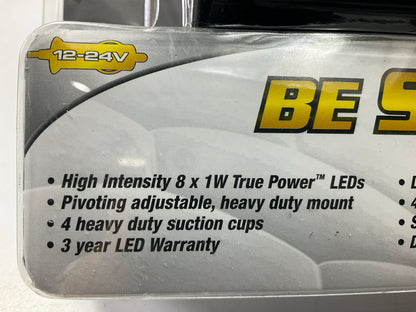 12-24V
BE
• High Intensity 8 x 1W True Power™ LEDs
• Pivoting adjustable, heavy duty mount
• 4 heavy duty suction cups
• 3 year LED Warranty